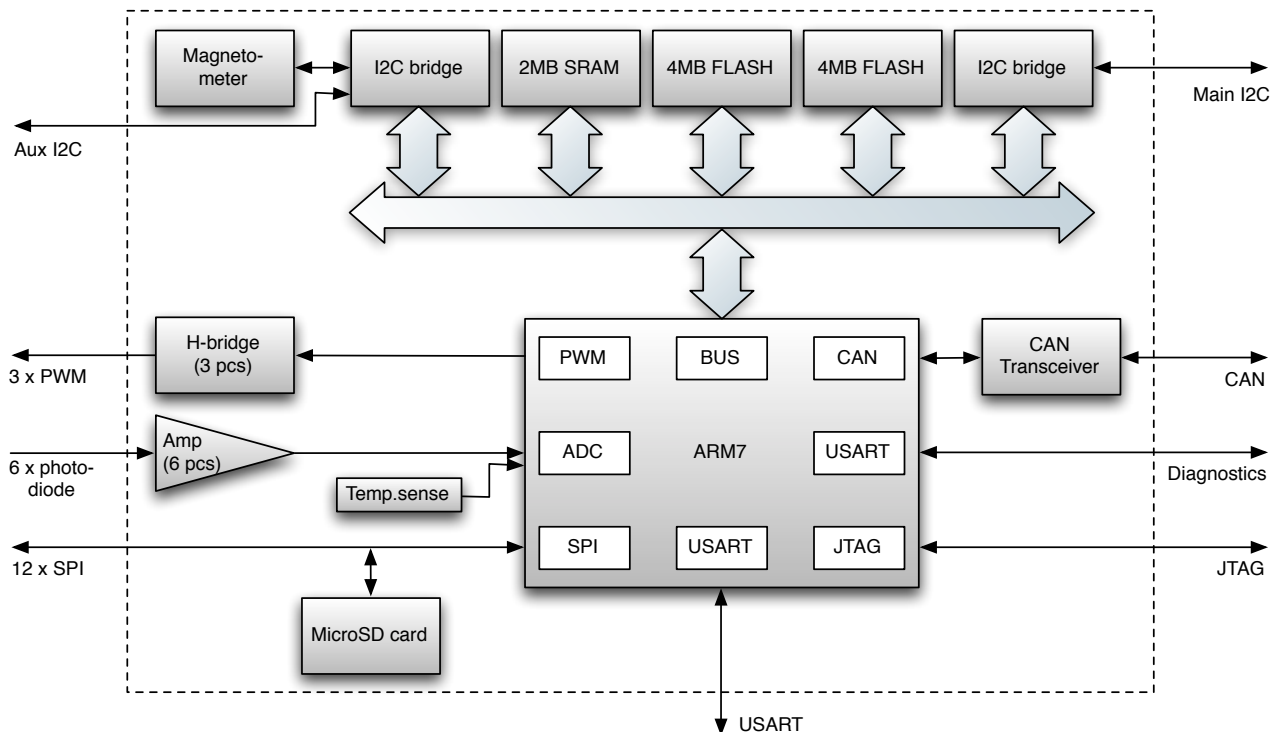 Magneto-
meter
I2C bridge
2MB SRAM
4MB FLASH
4MB FLASH
I2C bridge
Main I2C
Aux I2C
H-bridge
(3 pcs)
3 x PWM
PWM
BUS
CAN
CAN
Transceiver
CAN
Amp
(6 pcs)
6 x photo-
diode
ADC
ARM7
USART
Diagnostics
Temp.sense
12 x SPI
SPI
USART
JTAG
JTAG
MicroSD card
USART